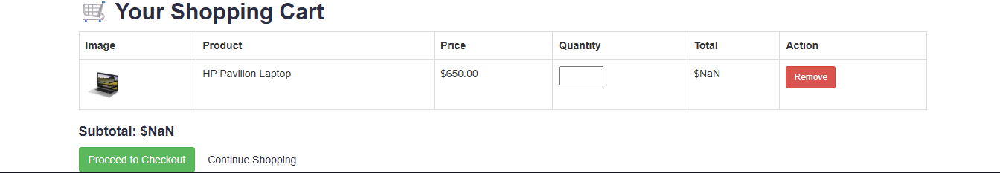 Your Shopping Cart
Image Product Price Quantity Total Action
HP Pavilion Laptop $650.00 $NaN Remove
Subtotal: $NaN
Proceed to Checkout Continue Shopping